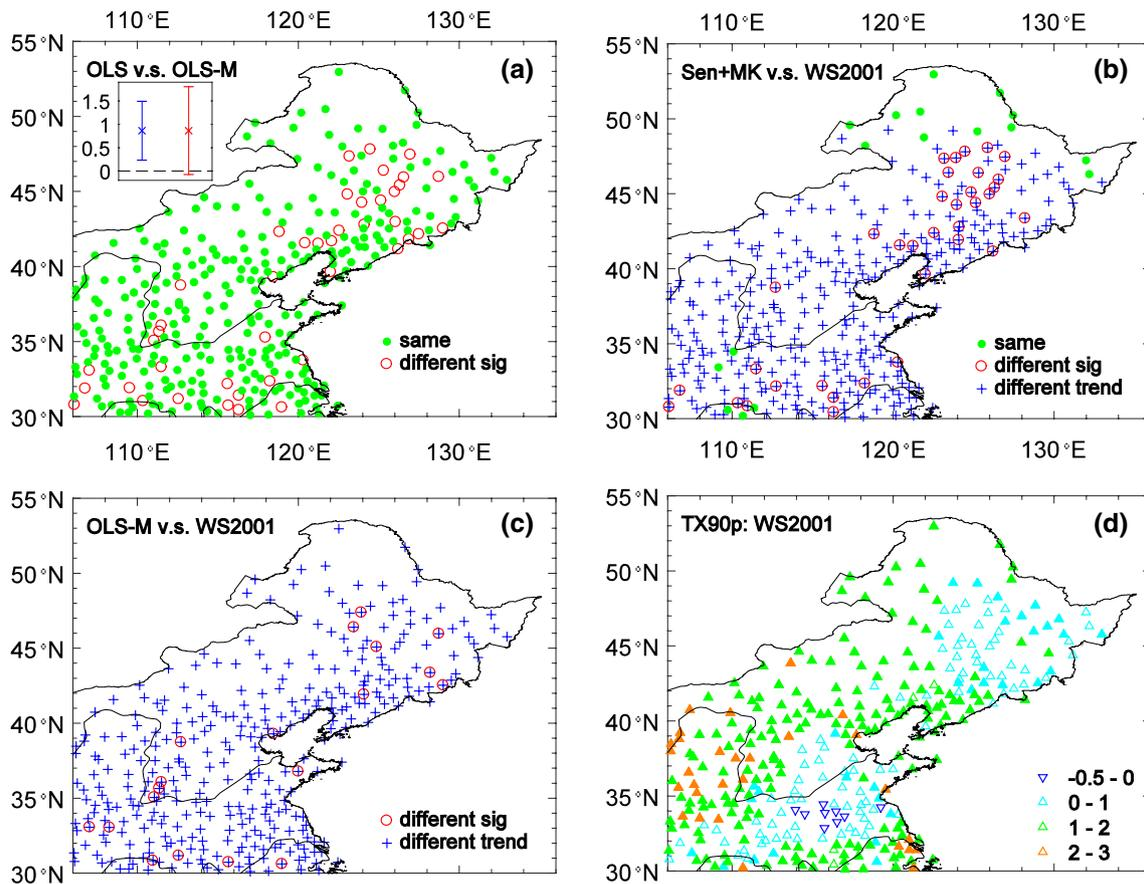 110°E 120°E 130°E
55°N
50°N
45°N
40°N
35°N
30°N
OLS v.s. OLS-M
(a)
1.5
1
0.5
0
same
different sig
110°E 120°E 130°E
55°N
50°N
45°N
40°N
35°N
30°N
Sen+MK v.s. WS2001
(b)
same
different sig
different trend
110°E 120°E 130°E
55°N
50°N
45°N
40°N
35°N
30°N
OLS-M v.s. WS2001
(c)
different sig
different trend
110°E 120°E 130°E
55°N
50°N
45°N
40°N
35°N
30°N
TX90p: WS2001
(d)
-0.5 - 0
0 - 1
1 - 2
2 - 3